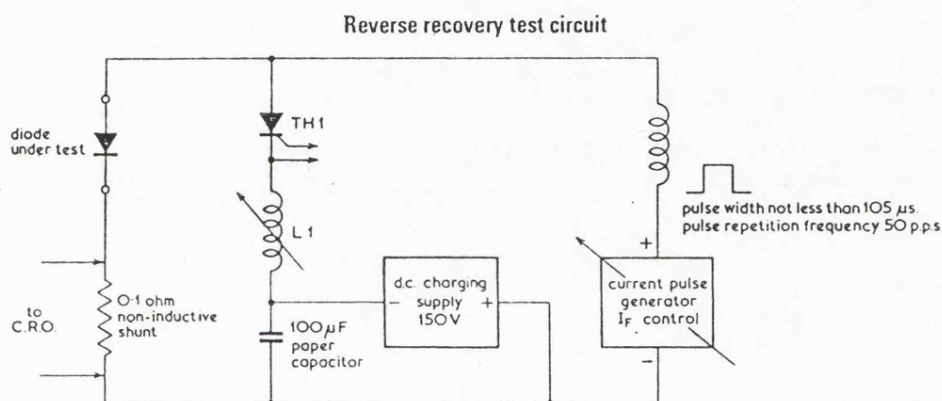 Reverse recovery test circuit
diode
under test
TH1
L1
pulse width not less than 105 µs.
pulse repetition frequency 50 p.p.s
to
C.R.O.
0·1 ohm
non-inductive
shunt
100µF
paper
capacitor
d.c. charging
- supply +
150V
+
current pulse
generator
IF control
-